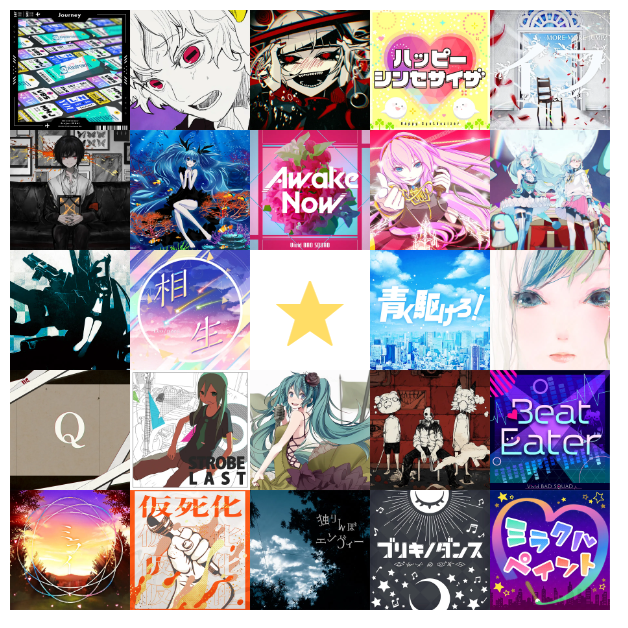 Journey
ハッピー
シンセサイザ
Happy Synthesizer
MORE MORE JUMP!
イフ
Awake
Now
Vivid BAD SQUAD
相生
青く駆けろ!
Q
STROBE
LAST
Beat
Eater
Vivid BAD SQUAD
ミシャ
仮死化
独りんぼ
エンヴィー
ブリキノダンス
ミラクル
ペイント